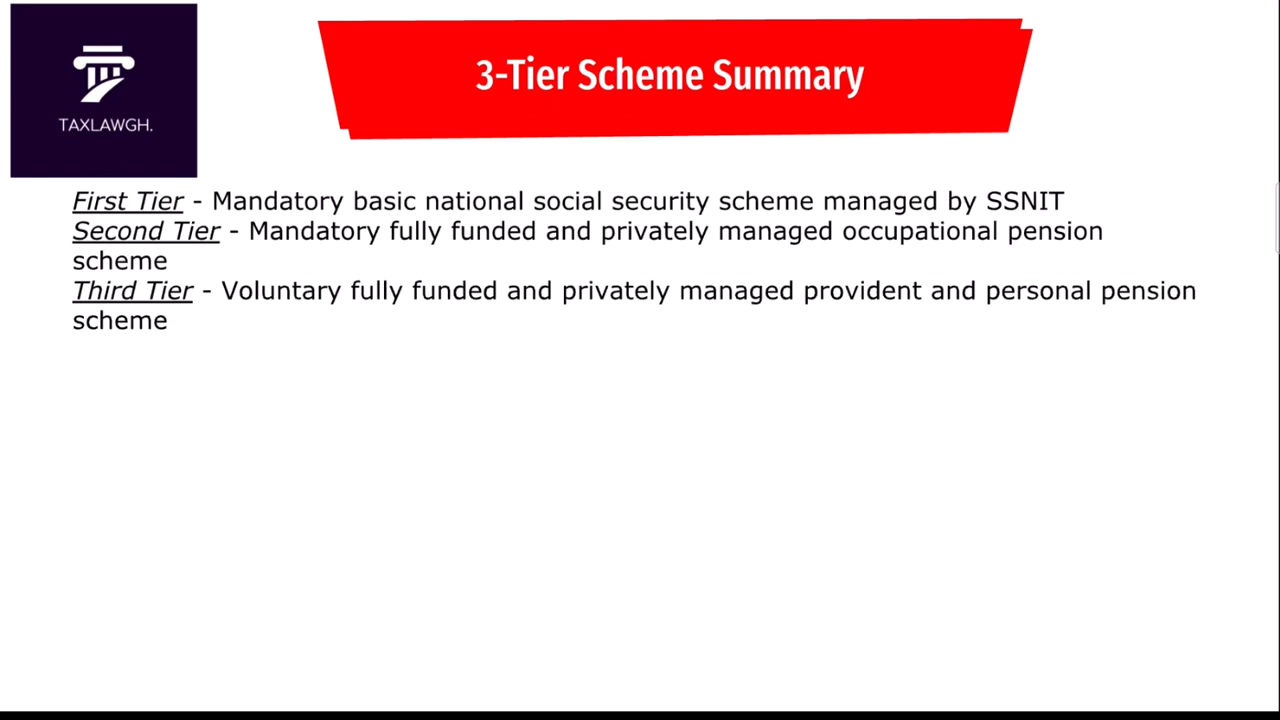 TAXLAWGH.
3-Tier Scheme Summary
First Tier - Mandatory basic national social security scheme managed by SSNIT
Second Tier - Mandatory fully funded and privately managed occupational pension
scheme
Third Tier - Voluntary fully funded and privately managed provident and personal pension
scheme